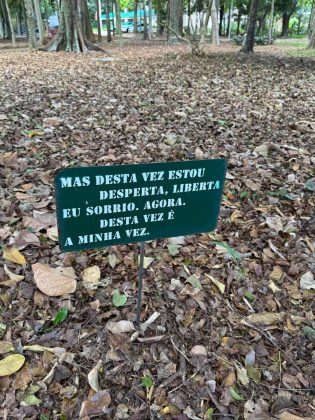 MAS DESTA VEZ ESTOU
DESPERTA, LIBERTA
EU SORRIO. AGORA.
DESTA VEZ É
A MINHA VEZ.